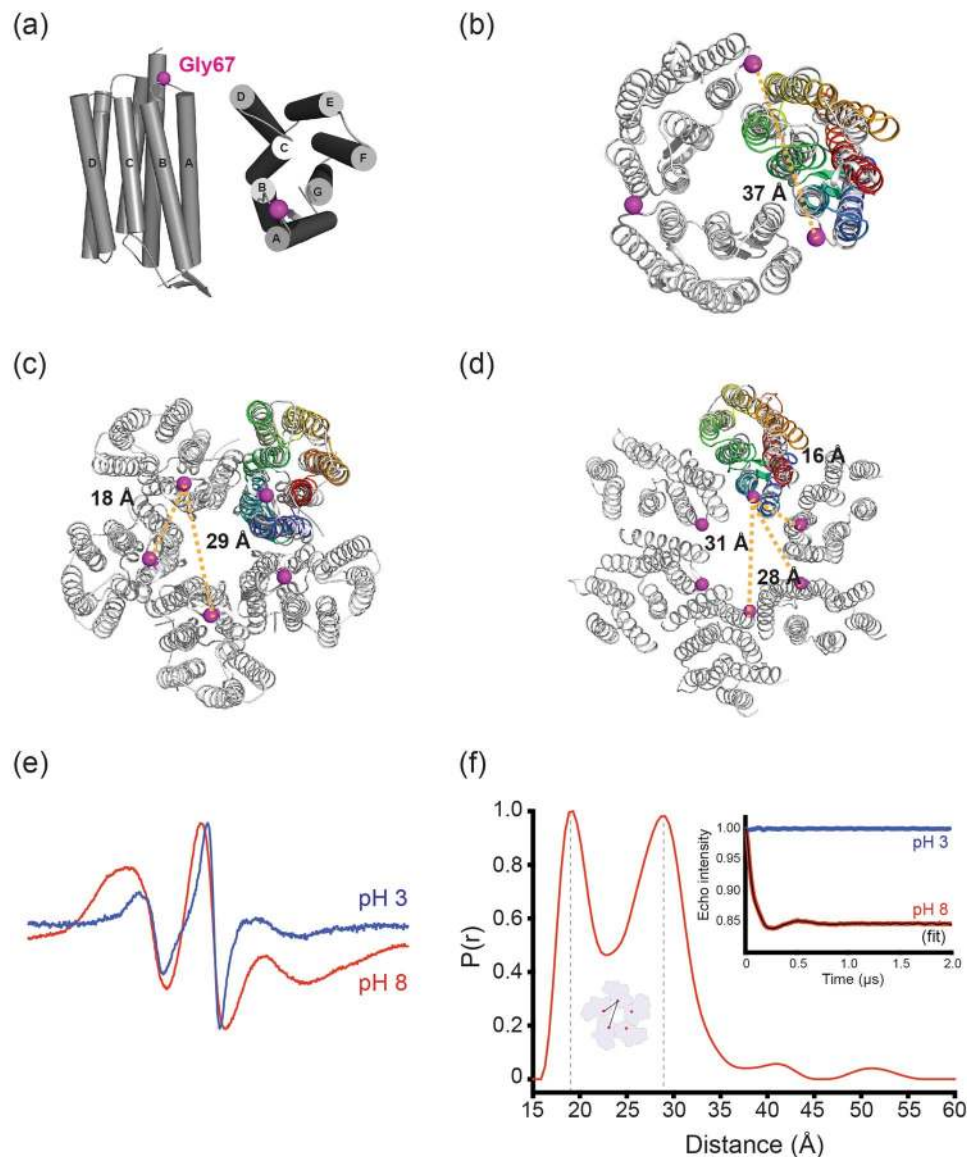 (a)
Gly67
D
C
B
A
D
E
C
F
B
G
A
(b)
37 Å
(c)
18 Å
29 Å
(d)
16 Å
31 Å
28 Å
(e)
pH 3
pH 8
(f)
P(r)
1.0
0.8
0.6
0.4
0.2
0
15 20 25 30 35 40 45 50 55 60
Distance (Å)
Echo intensity
1.00
0.95
0.90
0.85
pH 3
pH 8
(fit)
0 0.5 1.0 1.5 2.0
Time (µs)